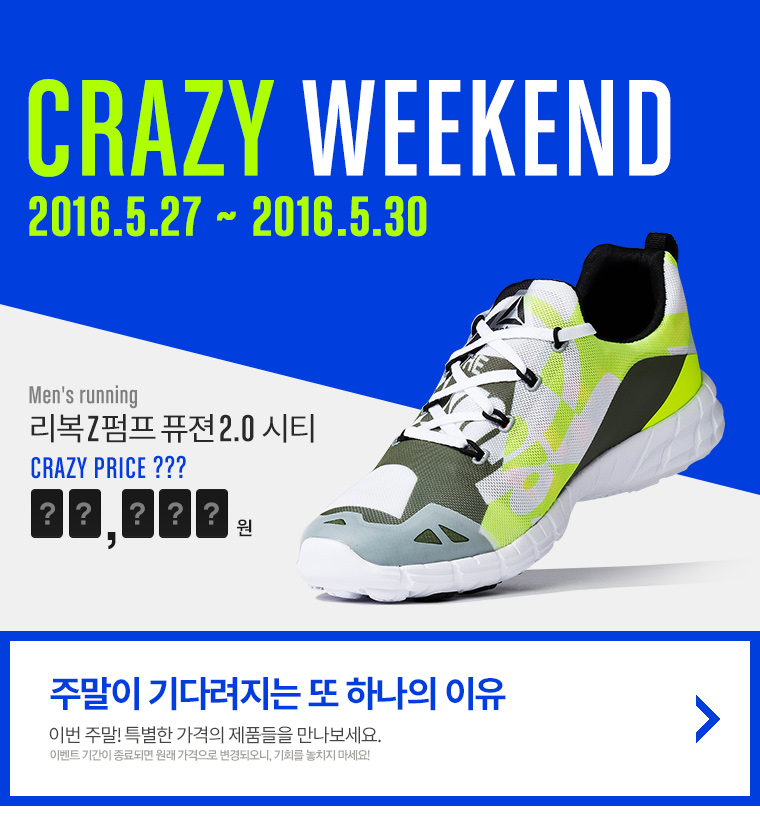 CRAZY WEEKEND
2016.5.27 ~ 2016.5.30
Men's running
리복 Z펌프 퓨젼 2.0 시티
CRAZY PRICE ???
??,??? 원
주말이 기다려지는 또 하나의 이유
이번 주말! 특별한 가격의 제품들을 만나보세요.
이벤트 기간이 종료되면 원래 가격으로 변경되오니, 기회를 놓치지 마세요!